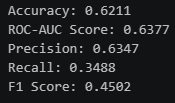 Accuracy: 0.6211
ROC-AUC Score: 0.6377
Precision: 0.6347
Recall: 0.3488
F1 Score: 0.4502